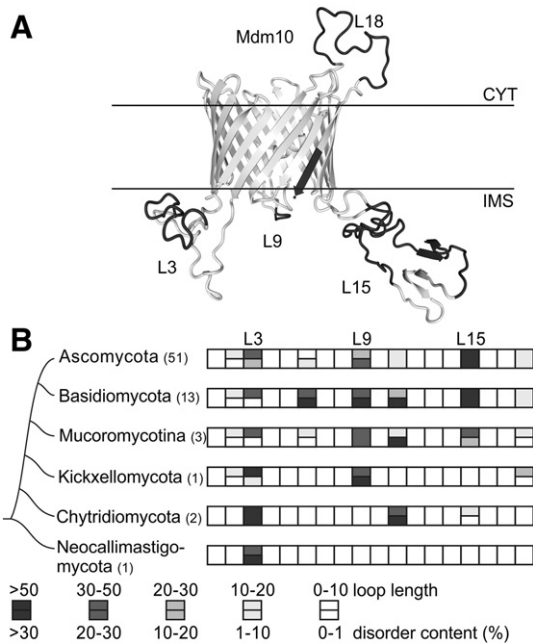 A
Mdm10
L18
CYT
IMS
L3
L9
L15
B
L3 L9 L15
Ascomycota (51)
Basidiomycota (13)
Mucoromycotina (3)
Kickxellomycota (1)
Chytridiomycota (2)
Neocallimastigo-
mycota (1)
>50 30-50 20-30 10-20 0-10 loop length
>30 20-30 10-20 1-10 0-1 disorder content (%)